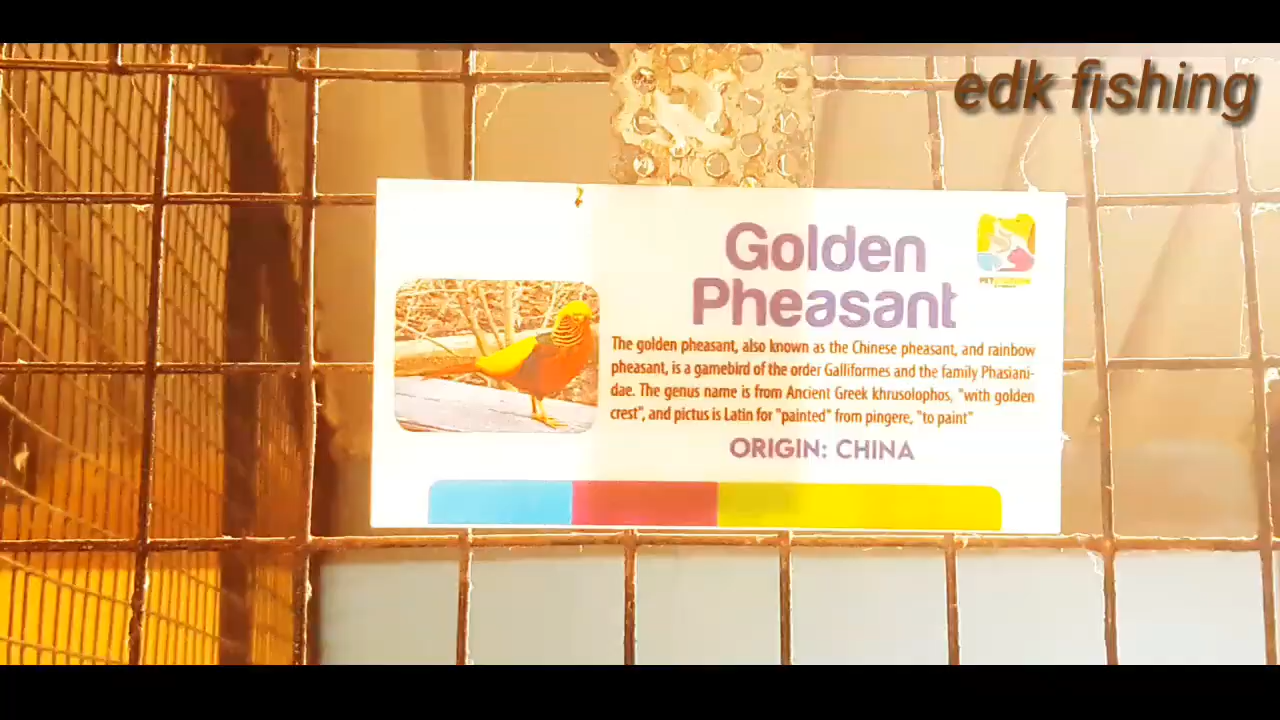 edk fishing
Golden
Pheasant
The golden pheasant, also known as the Chinese pheasant, and rainbow
pheasant, is a gamebird of the order Galliformes and the family Phasiani-
dae. The genus name is from Ancient Greek khrusolophos, "with golden
crest", and pictus is Latin for "painted" from pingere, "to paint"
ORIGIN: CHINA